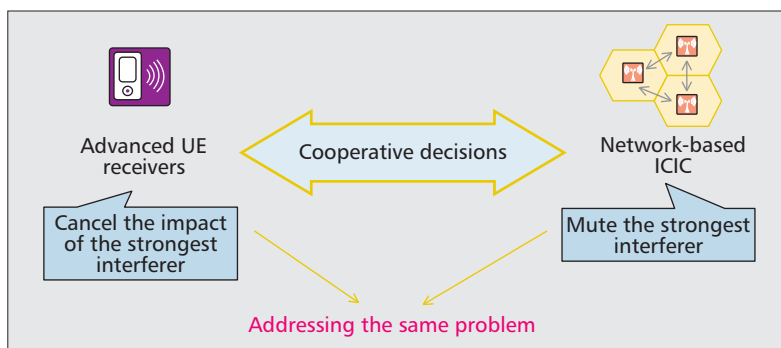 Advanced UE
receivers
Cooperative decisions
Network-based
ICIC
Cancel the impact
of the strongest
interferer
Mute the strongest
interferer
Addressing the same problem